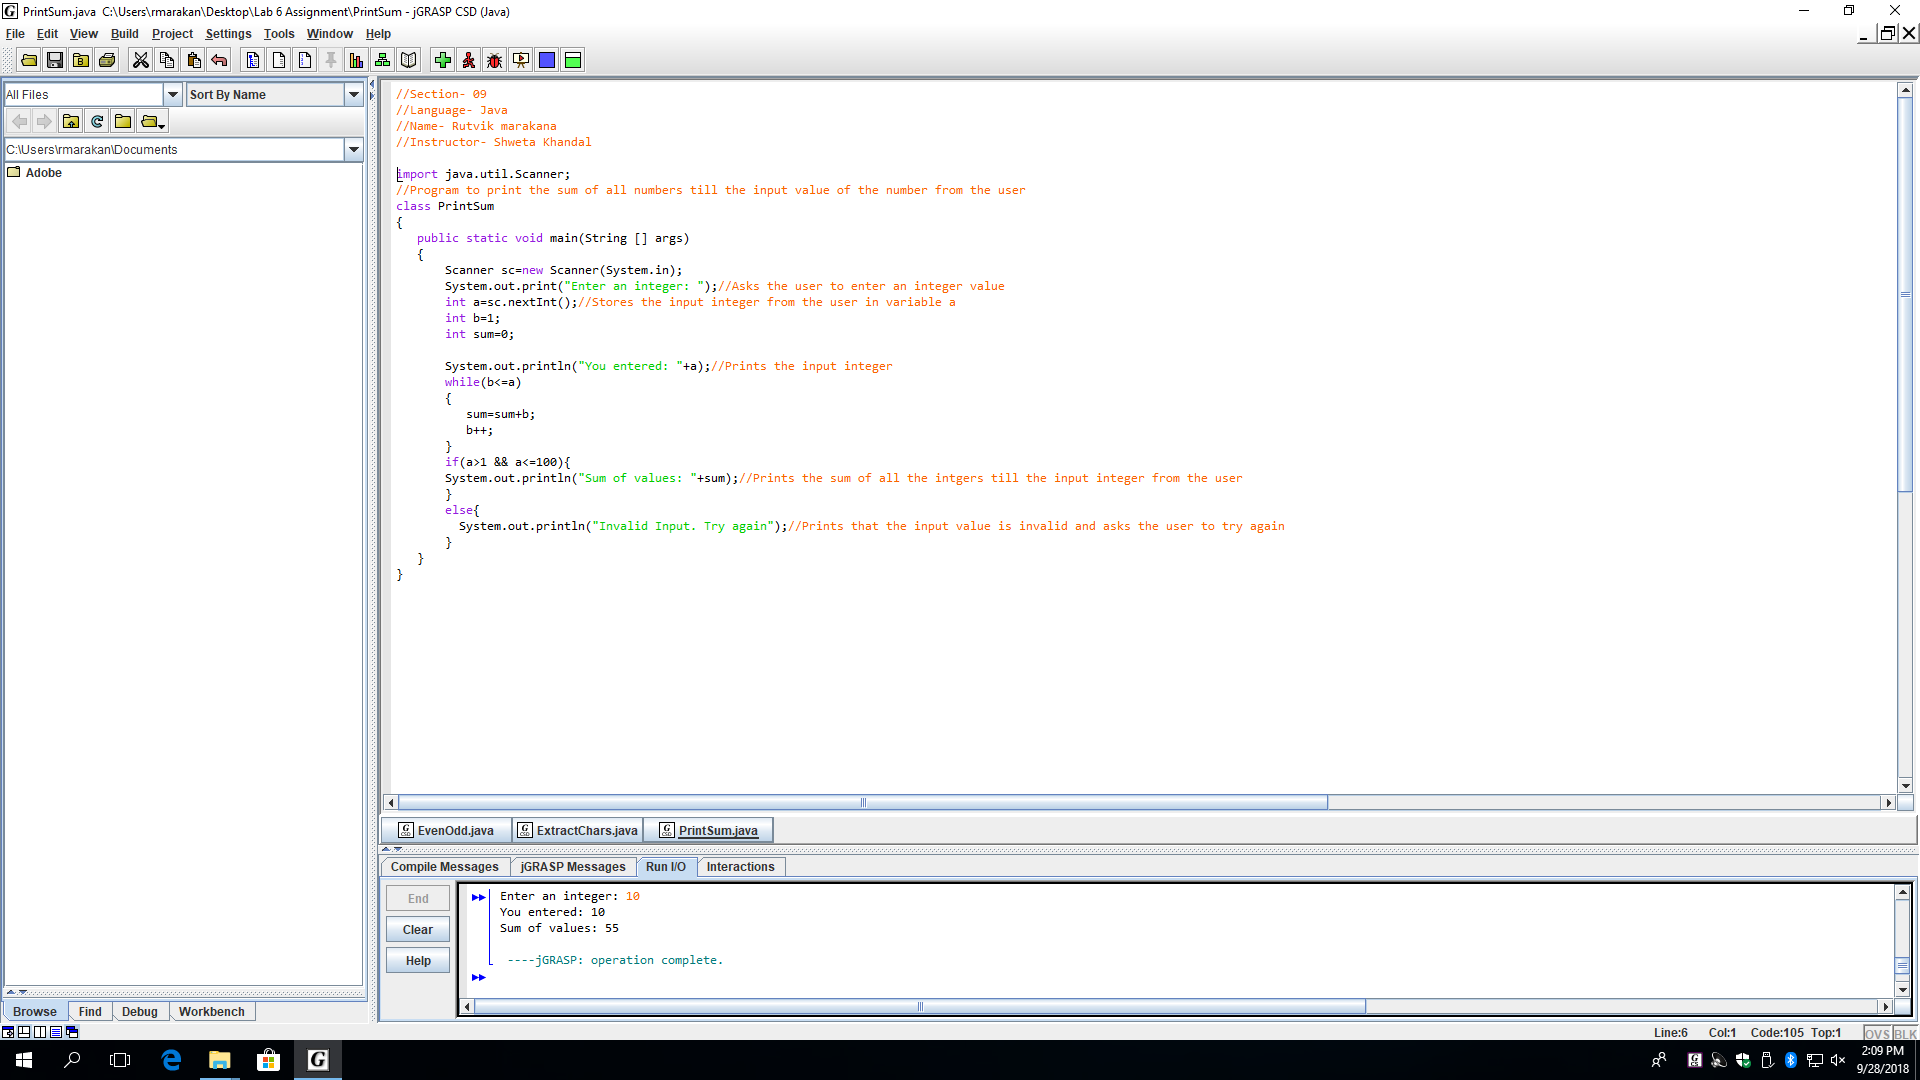 PrintSum.java  C:\Users\rmarakan\Desktop\Lab 6 Assignment\PrintSum - jGRASP CSD (Java)
File Edit View Build Project Settings Tools Window Help
All Files
Sort By Name
C:\Users\rmarakan\Documents
Adobe
//Section- 09
//Language- Java
//Name- Rutvik marakana
//Instructor- Shweta Khandal
import java.util.Scanner;
//Program to print the sum of all numbers till the input value of the number from the user
class PrintSum
{
public static void main(String [] args)
{
Scanner sc=new Scanner(System.in);
System.out.print("Enter an integer: ");//Asks the user to enter an integer value
int a=sc.nextInt();//Stores the input integer from the user in variable a
int b=1;
int sum=0;
System.out.println("You entered: "+a);//Prints the input integer
while(b<=a)
{
sum=sum+b;
b++;
}
if(a>1 && a<=100){
System.out.println("Sum of values: "+sum);//Prints the sum of all the intgers till the input integer from the user
}
else{
System.out.println("Invalid Input. Try again");//Prints that the input value is invalid and asks the user to try again
}
}
}
EvenOdd.java ExtractChars.java PrintSum.java
Compile Messages jGRASP Messages Run I/O Interactions
End
Clear
Help
Enter an integer: 10
You entered: 10
Sum of values: 55
----jGRASP: operation complete.
Browse Find Debug Workbench
Line:6 Col:1 Code:105 Top:1 OVS BLK
2:09 PM
9/28/2018